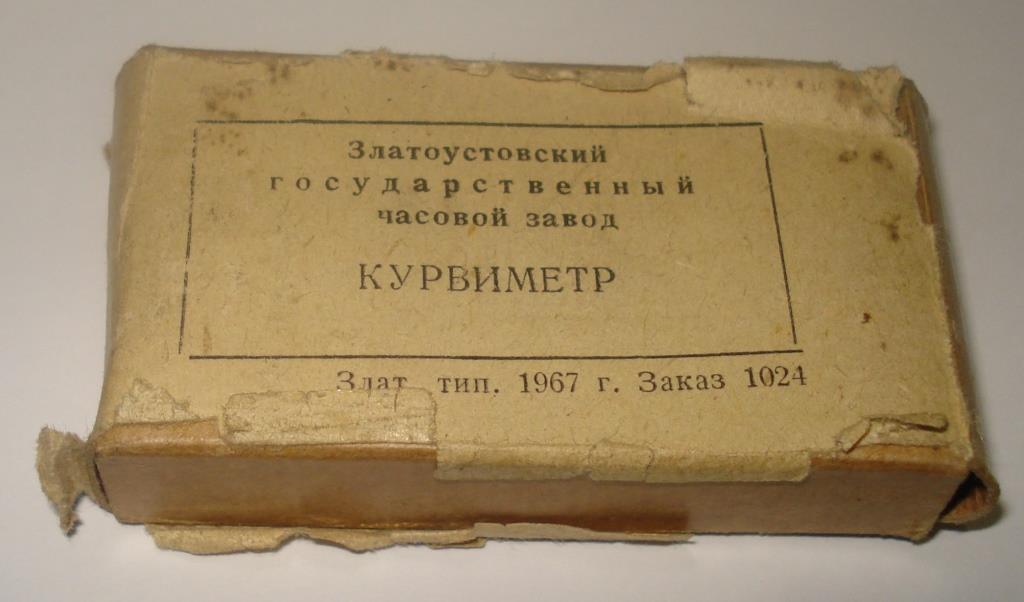 Златоустовский
государственный
часовой завод
КУРВИМЕТР
Злат. тип. 1967 г. Заказ 1024